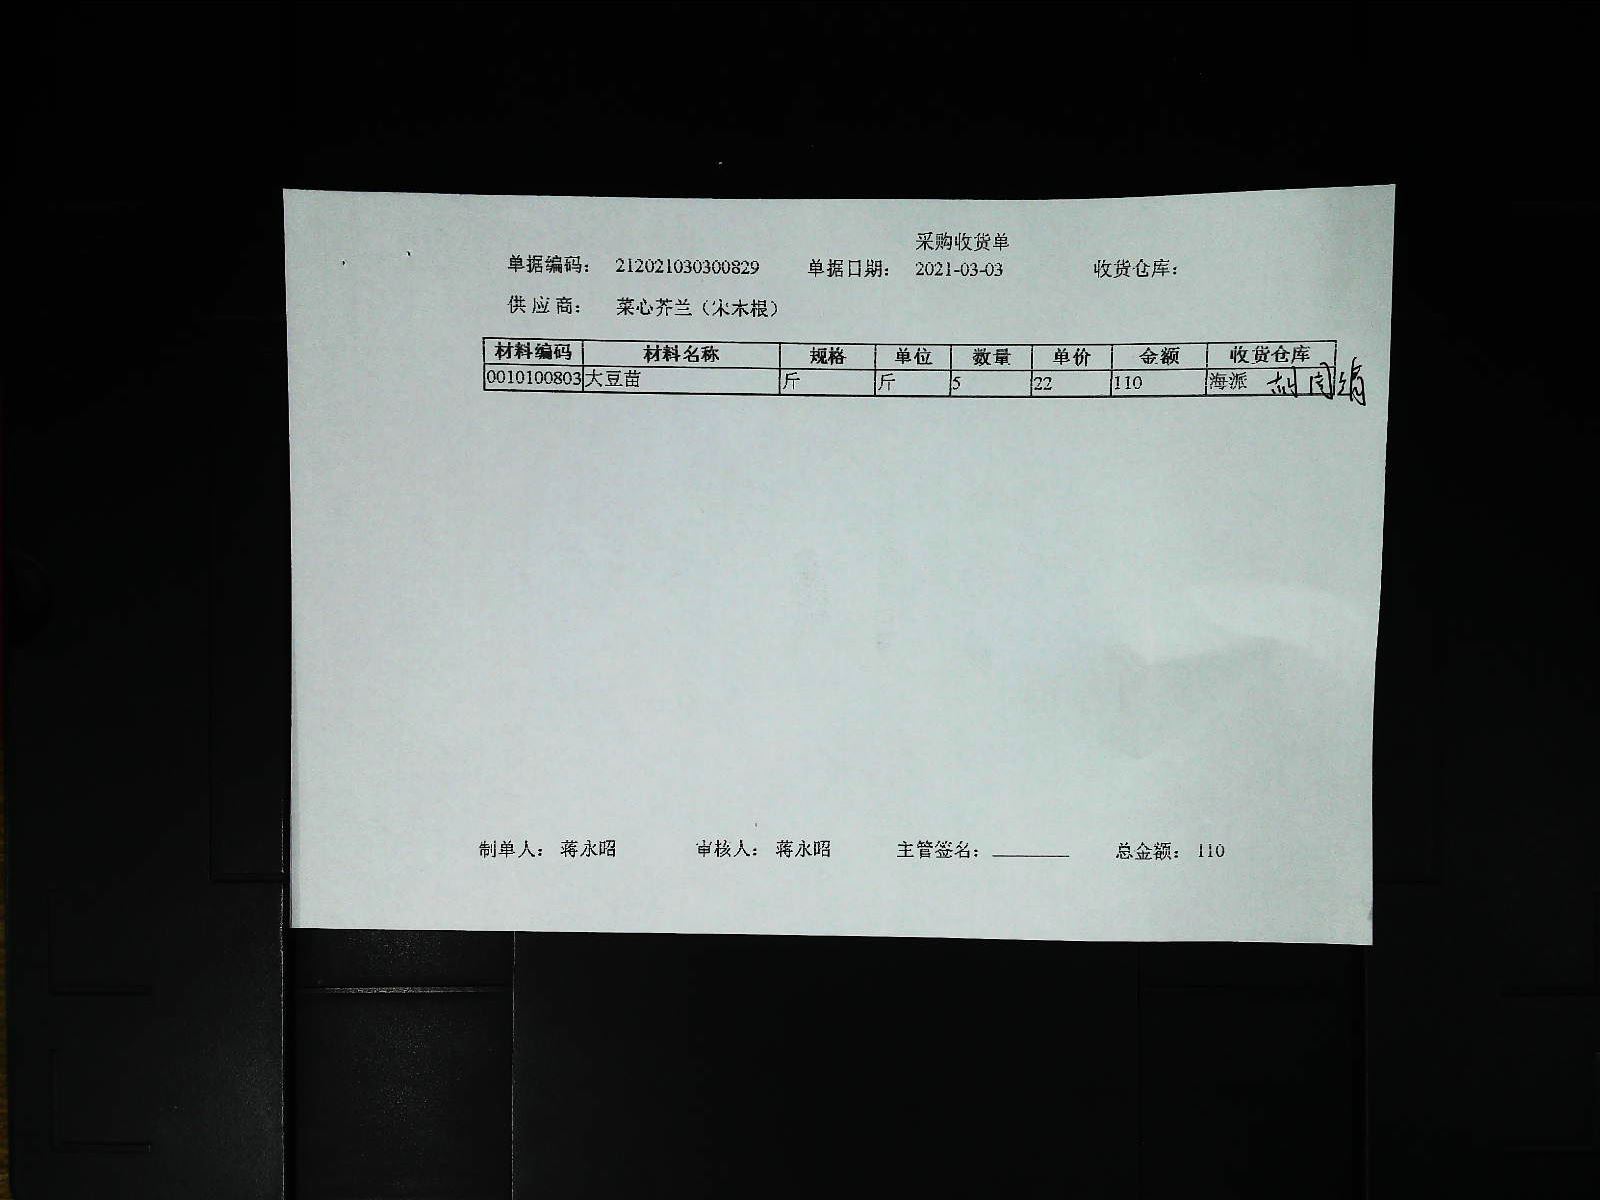 采购收货单
单据编码： 212021030300829 单据日期： 2021-03-03 收货仓库：
供应商： 菜心芥兰（宋木根）
材料编码 材料名称 规格 单位 数量 单价 金额 收货仓库
0010100803 大豆苗 斤 斤 5 22 110 海派
制单人： 蒋永昭 审核人： 蒋永昭 主管签名： 总金额： 110